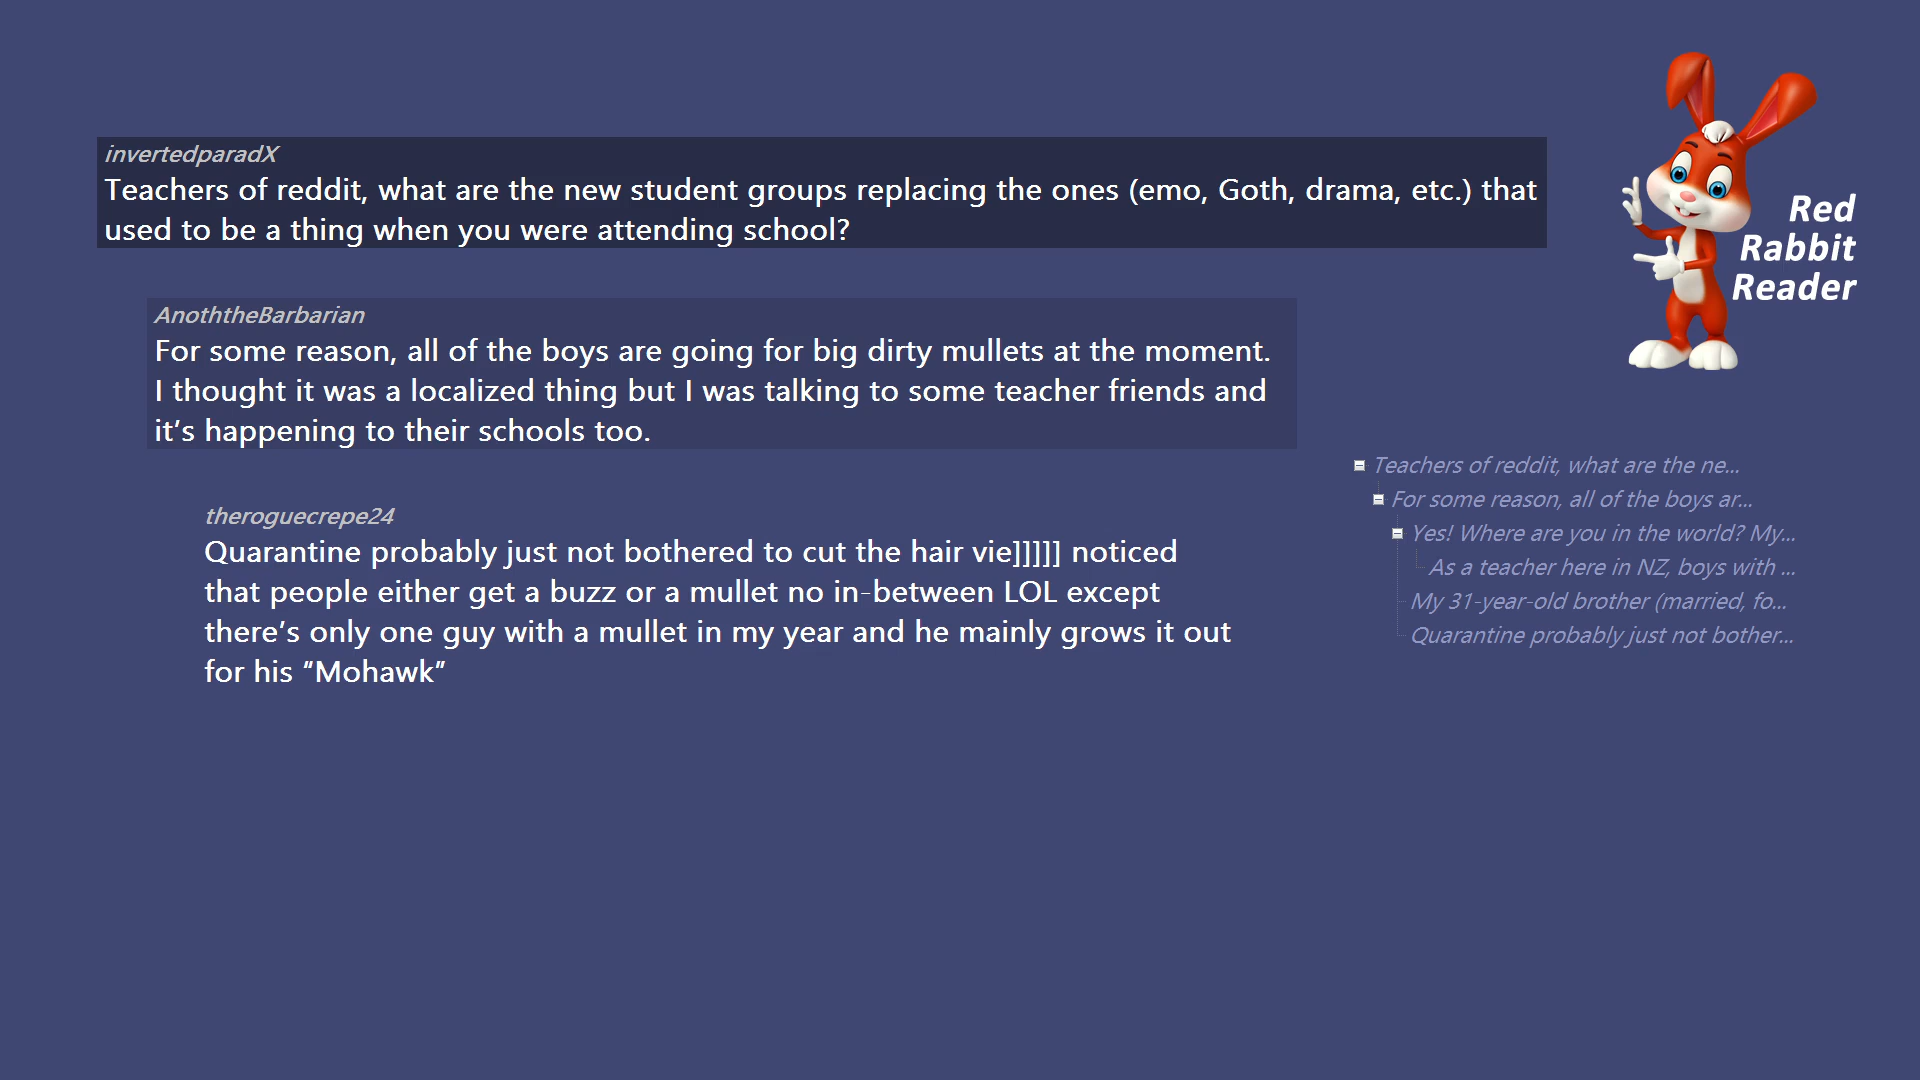 invertedparadX
Teachers of reddit, what are the new student groups replacing the ones (emo, Goth, drama, etc.) that
used to be a thing when you were attending school?
AnoththeBarbarian
For some reason, all of the boys are going for big dirty mullets at the moment.
I thought it was a localized thing but I was talking to some teacher friends and
it’s happening to their schools too.
theroguecrepe24
Quarantine probably just not bothered to cut the hair vie]]]]] noticed
that people either get a buzz or a mullet no in-between LOL except
there’s only one guy with a mullet in my year and he mainly grows it out
for his “Mohawk”
Red
Rabbit
Reader
Teachers of reddit, what are the ne...
For some reason, all of the boys ar...
Yes! Where are you in the world? My...
As a teacher here in NZ, boys with ...
My 31-year-old brother (married, fo...
Quarantine probably just not bother...